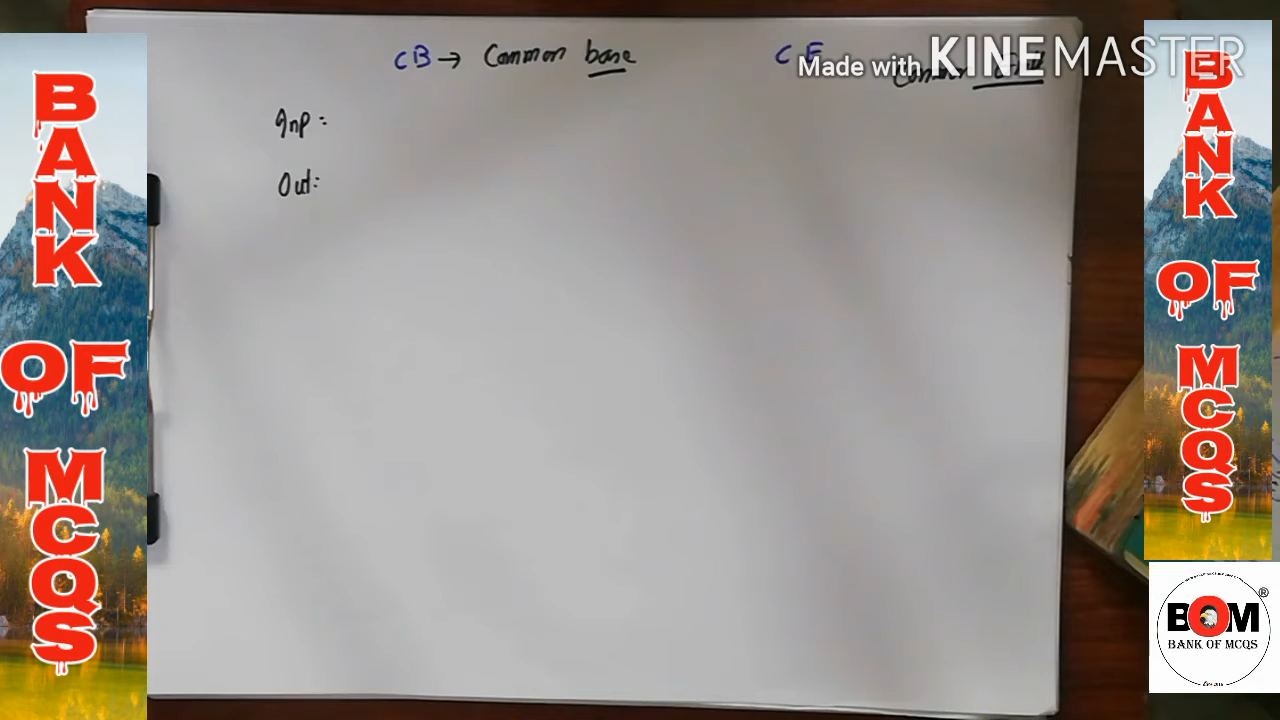 BANK OF MCQS
CB → Common base
CE
Common
Made with KINEMASTER
Inp:
Out:
BANK OF MCQS
BOM
®
BANK OF MCQS